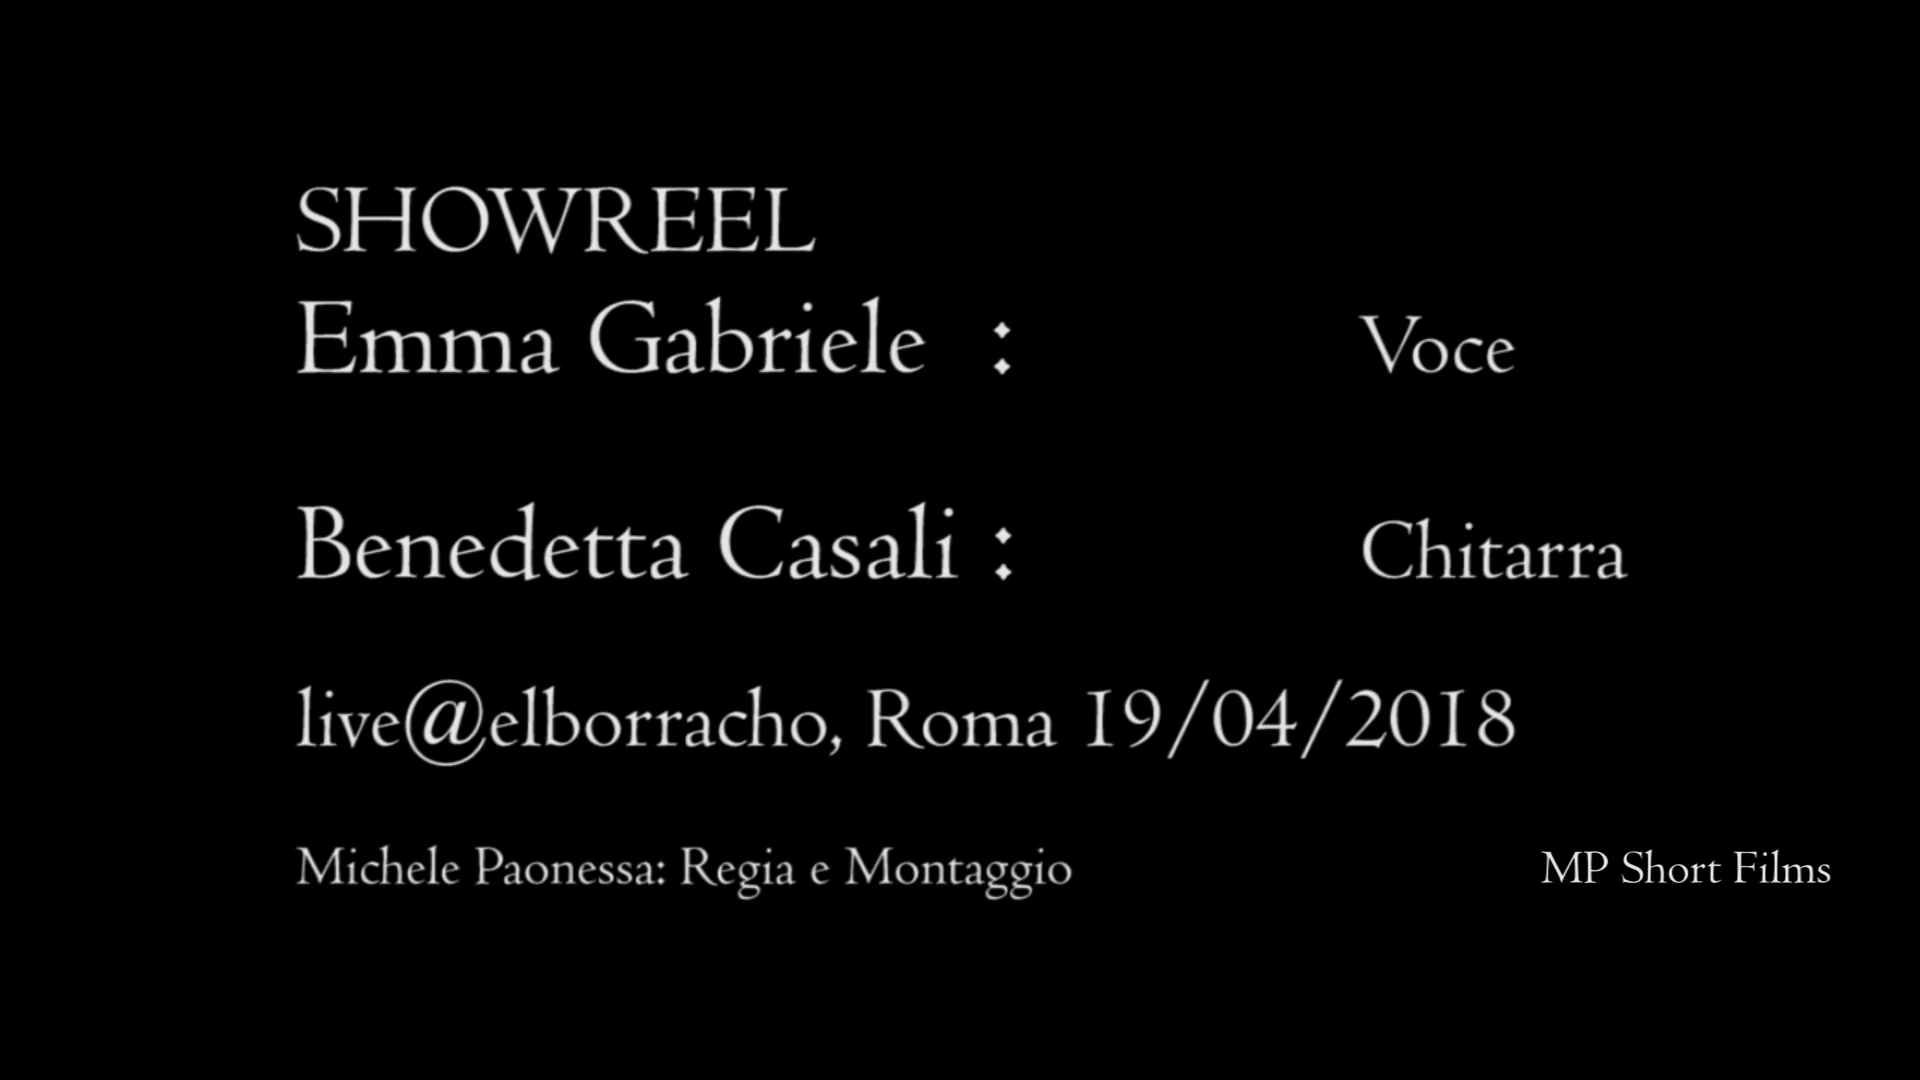 SHOWREEL
Emma Gabriele : Voce
Benedetta Casali : Chitarra
live@elborracho, Roma 19/04/2018
Michele Paonessa: Regia e Montaggio MP Short Films